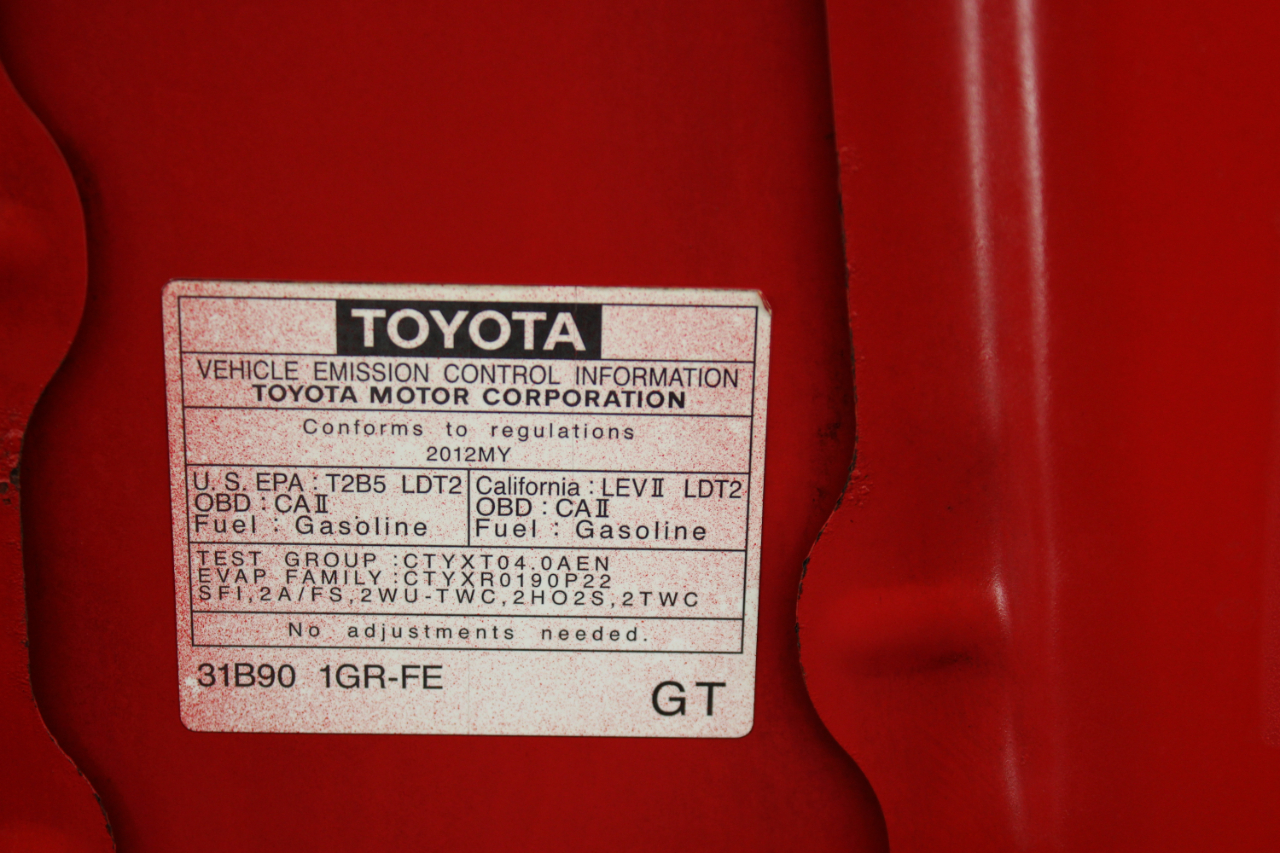 TOYOTA
VEHICLE EMISSION CONTROL INFORMATION
TOYOTA MOTOR CORPORATION
Conforms to regulations
2012MY
U.S.EPA : T2B5 LDT2
OBD : CAⅡ
Fuel : Gasoline
California : LEVⅡ LDT2
OBD : CAⅡ
Fuel : Gasoline
TEST GROUP :CTYXT04.0AEN
EVAP FAMILY :CTYXR0190P22
SFI,2A/FS,2WU-TWC,2HO2S,2TWC
No adjustments needed.
31B90 1GR-FE
GT